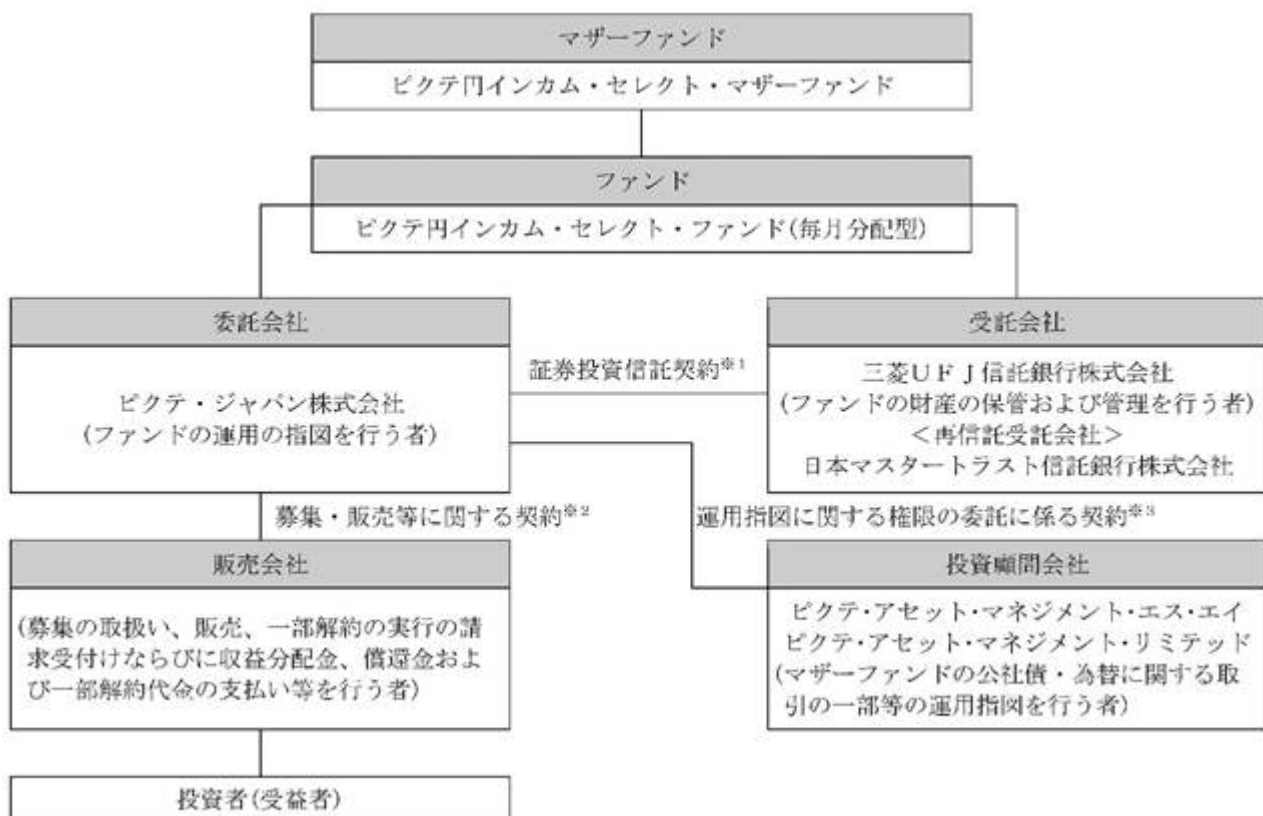 マザーファンド
ピクテ円インカム・セレクト・マザーファンド
ファンド
ピクテ円インカム・セレクト・ファンド(毎月分配型)
委託会社
ピクテ・ジャパン株式会社
(ファンドの運用の指図を行う者)
証券投資信託契約※1
受託会社
三菱UFJ信託銀行株式会社
(ファンドの財産の保管および管理を行う者)
<再信託受託会社>
日本マスタートラスト信託銀行株式会社
募集・販売等に関する契約※2
運用指図に関する権限の委託に係る契約※3
販売会社
(募集の取扱い、販売、一部解約の実行の請
求受付けならびに収益分配金、償還金およ
び一部解約代金の支払い等を行う者)
投資顧問会社
ピクテ・アセット・マネジメント・エス・エイ
ピクテ・アセット・マネジメント・リミテッド
(マザーファンドの公社債・為替に関する取
引の一部等の運用指図を行う者)
投資者(受益者)